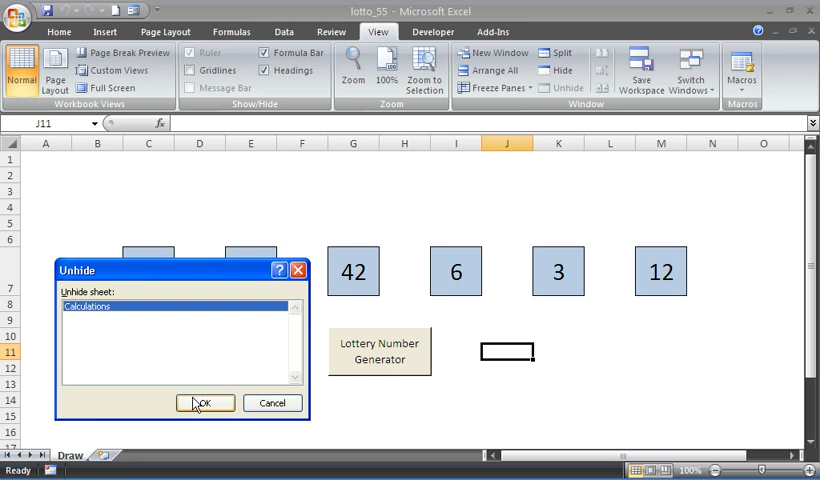 lotto_55 - Microsoft Excel
Home Insert Page Layout Formulas Data Review View Developer Add-Ins
Normal
Page Layout
Page Break Preview
Custom Views
Full Screen
Workbook Views
Ruler
Gridlines
Message Bar
Formula Bar
Headings
Show/Hide
Zoom
100%
Zoom to Selection
Zoom
New Window
Arrange All
Freeze Panes
Split
Hide
Unhide
Save Workspace
Switch Windows
Window
Macros
Macros
J11
fx
A B C D E F G H I J K L M N O
1
2
3
4
5
6
7
8
9
10
11
12
13
14
15
16
17
42 6 3 12
Unhide
Unhide sheet:
Calculations
OK Cancel
Lottery Number
Generator
Draw
Ready
100%